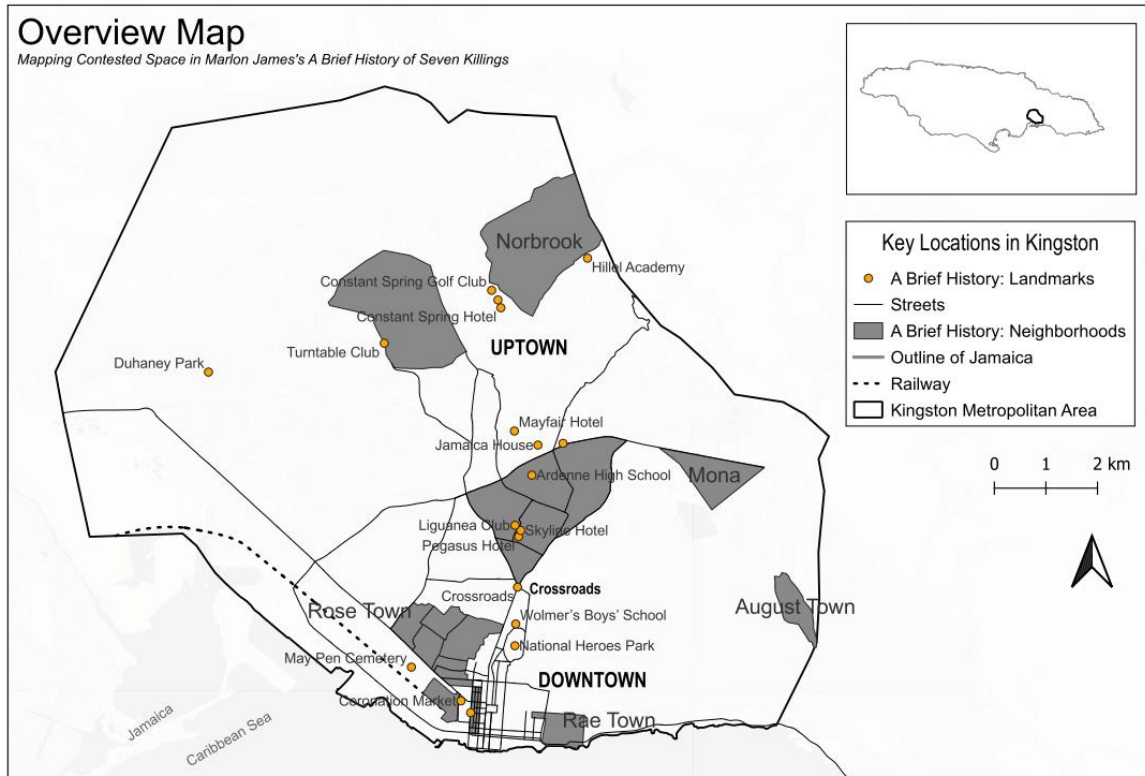 Overview Map
Mapping Contested Space in Marlon James's A Brief History of Seven Killings
Norbrook
Hillel Academy
Constant Spring Golf Club
Constant Spring Hotel
Turntable Club
UPTOWN
Duhaney Park
Mayfair Hotel
Jamaica House
Ardenne High School
Mona
Liguanea Club
Skyline Hotel
Pegasus Hotel
Crossroads
Crossroads
Rose Town
Wolmer's Boys' School
August Town
National Heroes Park
May Pen Cemetery
DOWNTOWN
Coronation Market
Rae Town
Jamaica
Caribbean Sea
Key Locations in Kingston
A Brief History: Landmarks
Streets
A Brief History: Neighborhoods
Outline of Jamaica
Railway
Kingston Metropolitan Area
0 1 2 km